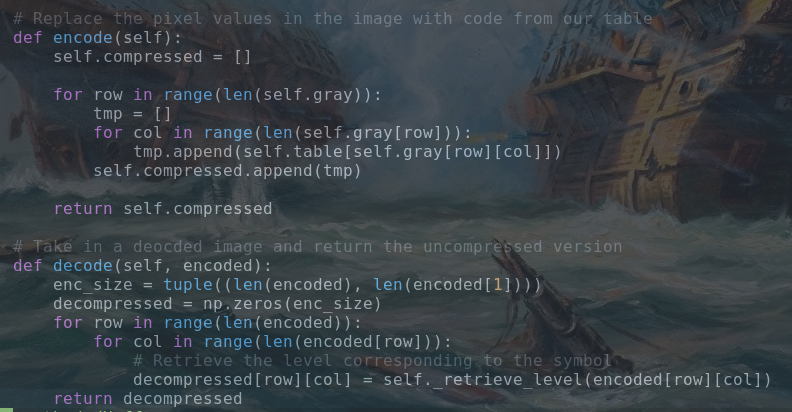 # Replace the pixel values in the image with code from our table
def encode(self):
    self.compressed = []

    for row in range(len(self.gray)):
        tmp = []
        for col in range(len(self.gray[row])):
            tmp.append(self.table[self.gray[row][col]])
        self.compressed.append(tmp)

    return self.compressed

# Take in a deocded image and return the uncompressed version
def decode(self, encoded):
    enc_size = tuple((len(encoded), len(encoded[1])))
    decompressed = np.zeros(enc_size)
    for row in range(len(encoded)):
        for col in range(len(encoded[row])):
            # Retrieve the level corresponding to the symbol
            decompressed[row][col] = self._retrieve_level(encoded[row][col])
    return decompressed